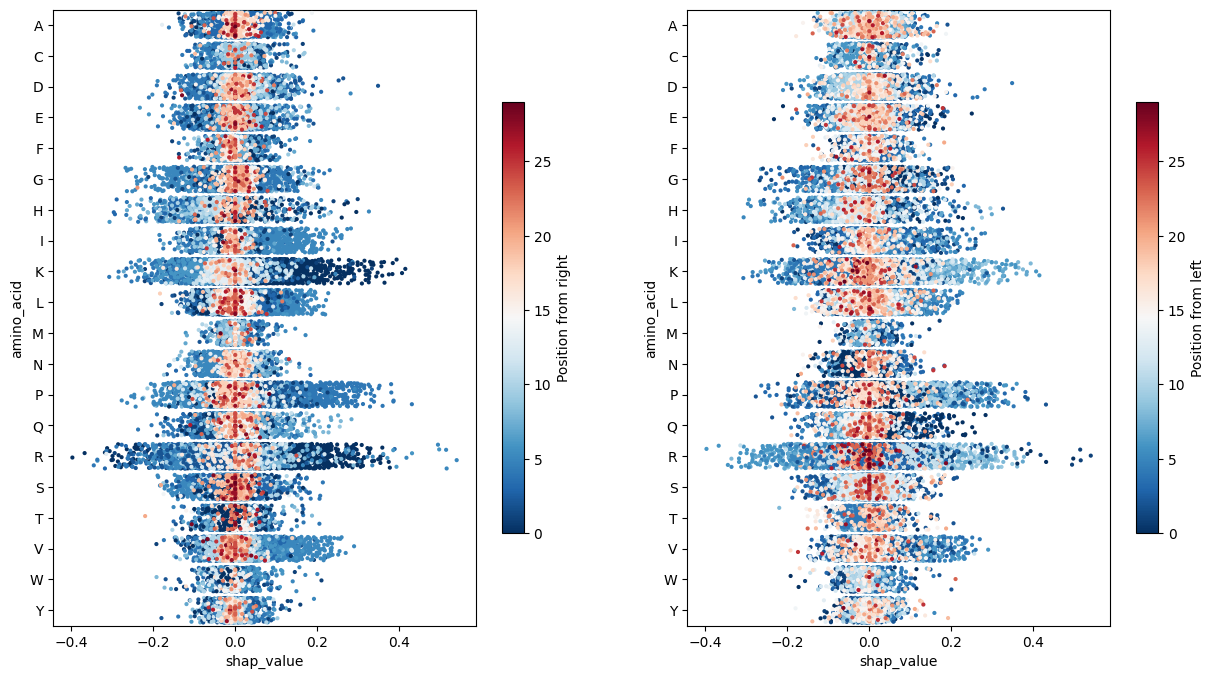 A
C
D
E
F
G
H
I
K
L
M
N
P
Q
R
S
T
V
W
Y
amino_acid
−0.4
−0.2
0.0
0.2
0.4
shap_value
25
20
15
10
5
0
Position from right
A
C
D
E
F
G
H
I
K
L
M
N
P
Q
R
S
T
V
W
Y
amino_acid
−0.4
−0.2
0.0
0.2
0.4
shap_value
25
20
15
10
5
0
Position from left